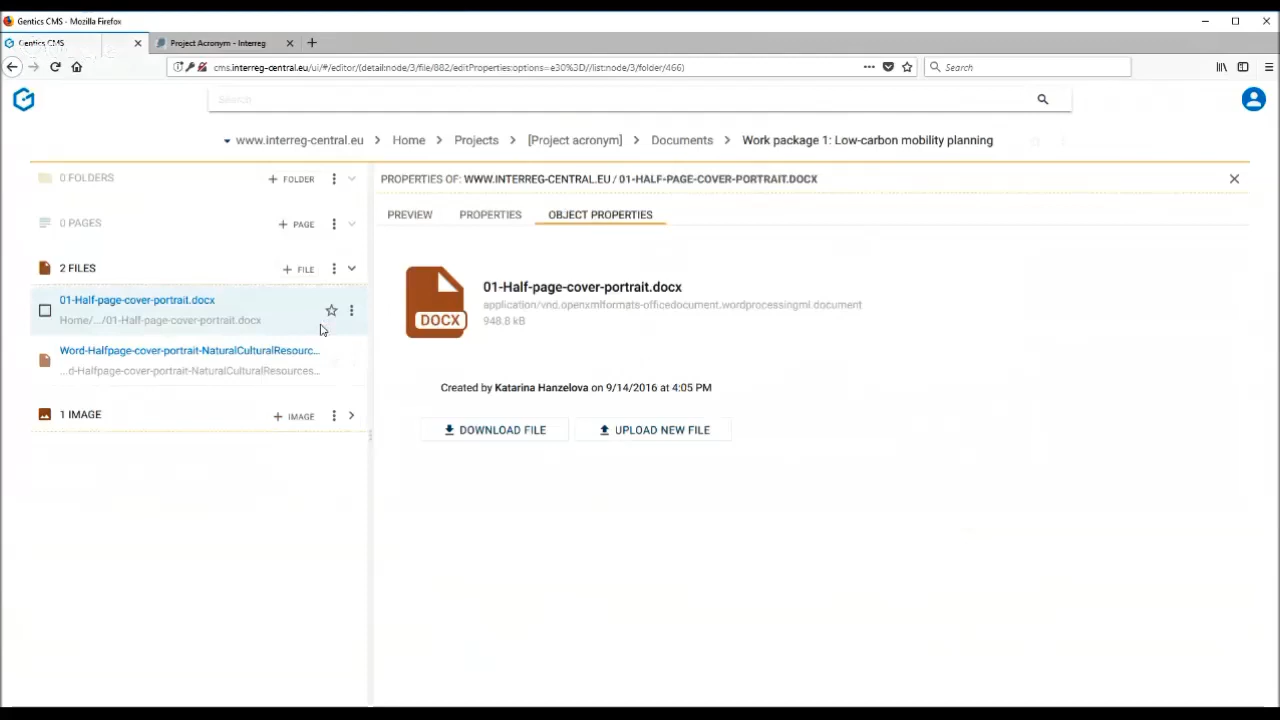 Gentics CMS - Mozilla Firefox
Gentics CMS
Project Acronym - Interreg
cms.interreg-central.eu/ui/#/editor/(detail:node/3/file/882/editProperties:options=e30%3D//list:node/3/folder/466)
Search
Search
www.interreg-central.eu > Home > Projects > [Project acronym] > Documents > Work package 1: Low-carbon mobility planning
0 FOLDERS
+ FOLDER
PROPERTIES OF: WWW.INTERREG-CENTRAL.EU / 01-HALF-PAGE-COVER-PORTRAIT.DOCX
PREVIEW
PROPERTIES
OBJECT PROPERTIES
0 PAGES
+ PAGE
2 FILES
+ FILE
01-Half-page-cover-portrait.docx
Home/.../01-Half-page-cover-portrait.docx
Word-Halfpage-cover-portrait-NaturalCulturalResourc...
...d-Halfpage-cover-portrait-NaturalCulturalResources...
1 IMAGE
+ IMAGE
DOCX
01-Half-page-cover-portrait.docx
application/vnd.openxmlformats-officedocument.wordprocessingml.document
948.8 kB
Created by Katarina Hanzelova on 9/14/2016 at 4:05 PM
DOWNLOAD FILE
UPLOAD NEW FILE